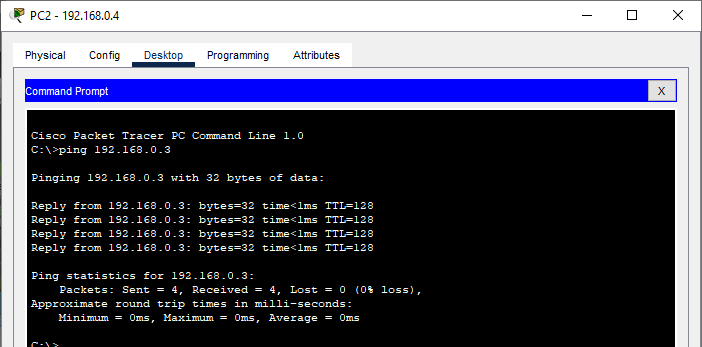 PC2 - 192.168.0.4
Physical Config Desktop Programming Attributes
Command Prompt X
Cisco Packet Tracer PC Command Line 1.0
C:\>ping 192.168.0.3
Pinging 192.168.0.3 with 32 bytes of data:
Reply from 192.168.0.3: bytes=32 time<1ms TTL=128
Reply from 192.168.0.3: bytes=32 time<1ms TTL=128
Reply from 192.168.0.3: bytes=32 time<1ms TTL=128
Reply from 192.168.0.3: bytes=32 time<1ms TTL=128
Ping statistics for 192.168.0.3:
Packets: Sent = 4, Received = 4, Lost = 0 (0% loss),
Approximate round trip times in milli-seconds:
Minimum = 0ms, Maximum = 0ms, Average = 0ms
C:\>